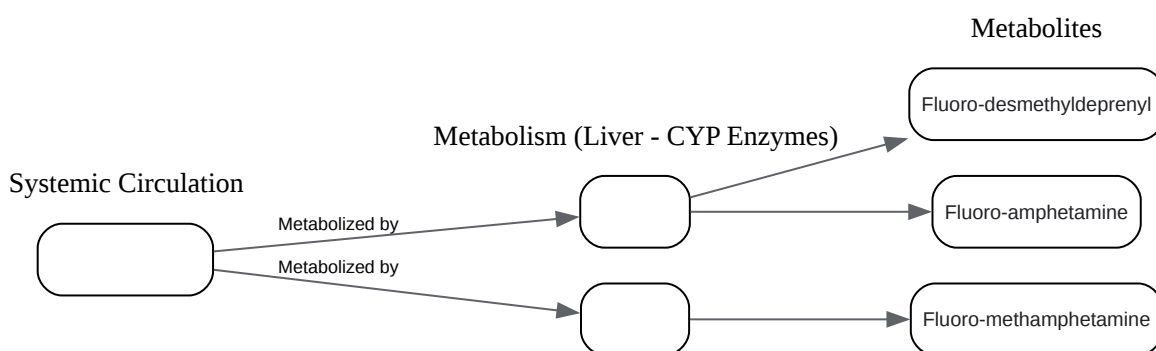 Metabolites
Fluoro-desmethyldeprenyl
Metabolism (Liver - CYP Enzymes)
Systemic Circulation
Metabolized by
Fluoro-amphetamine
Metabolized by
Fluoro-methamphetamine